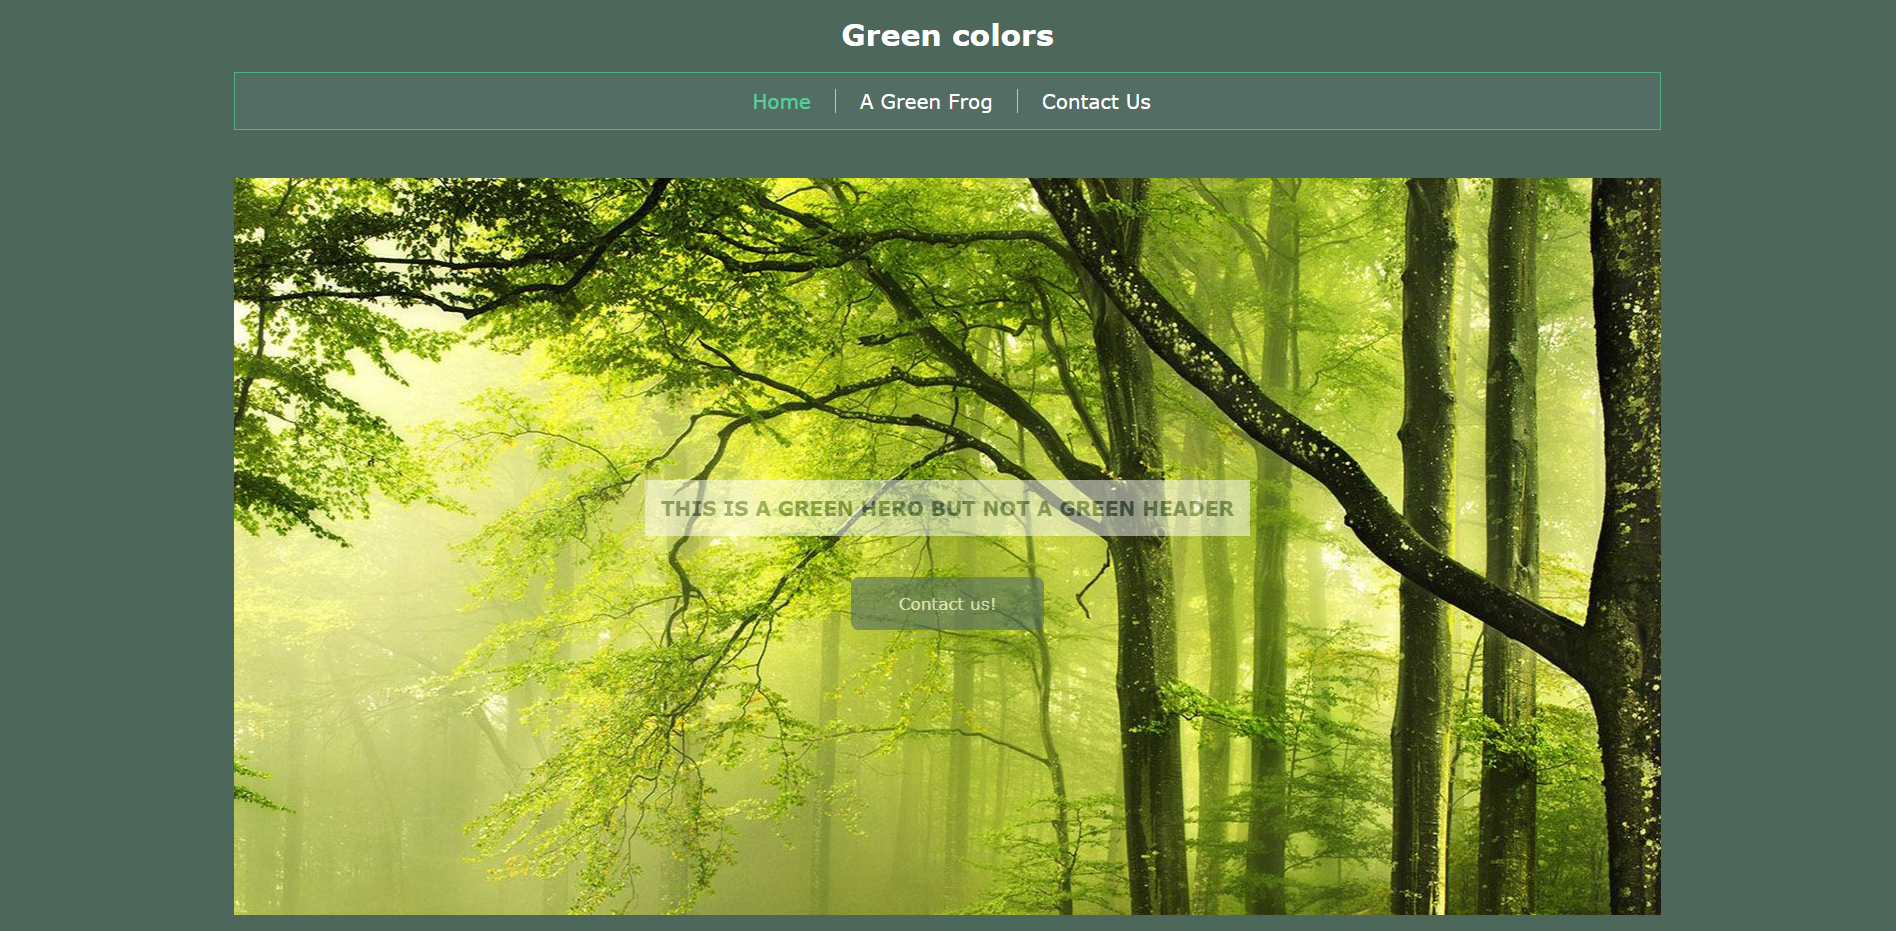 Green colors
Home
A Green Frog
Contact Us
THIS IS A GREEN HERO BUT NOT A GREEN HEADER
Contact us!